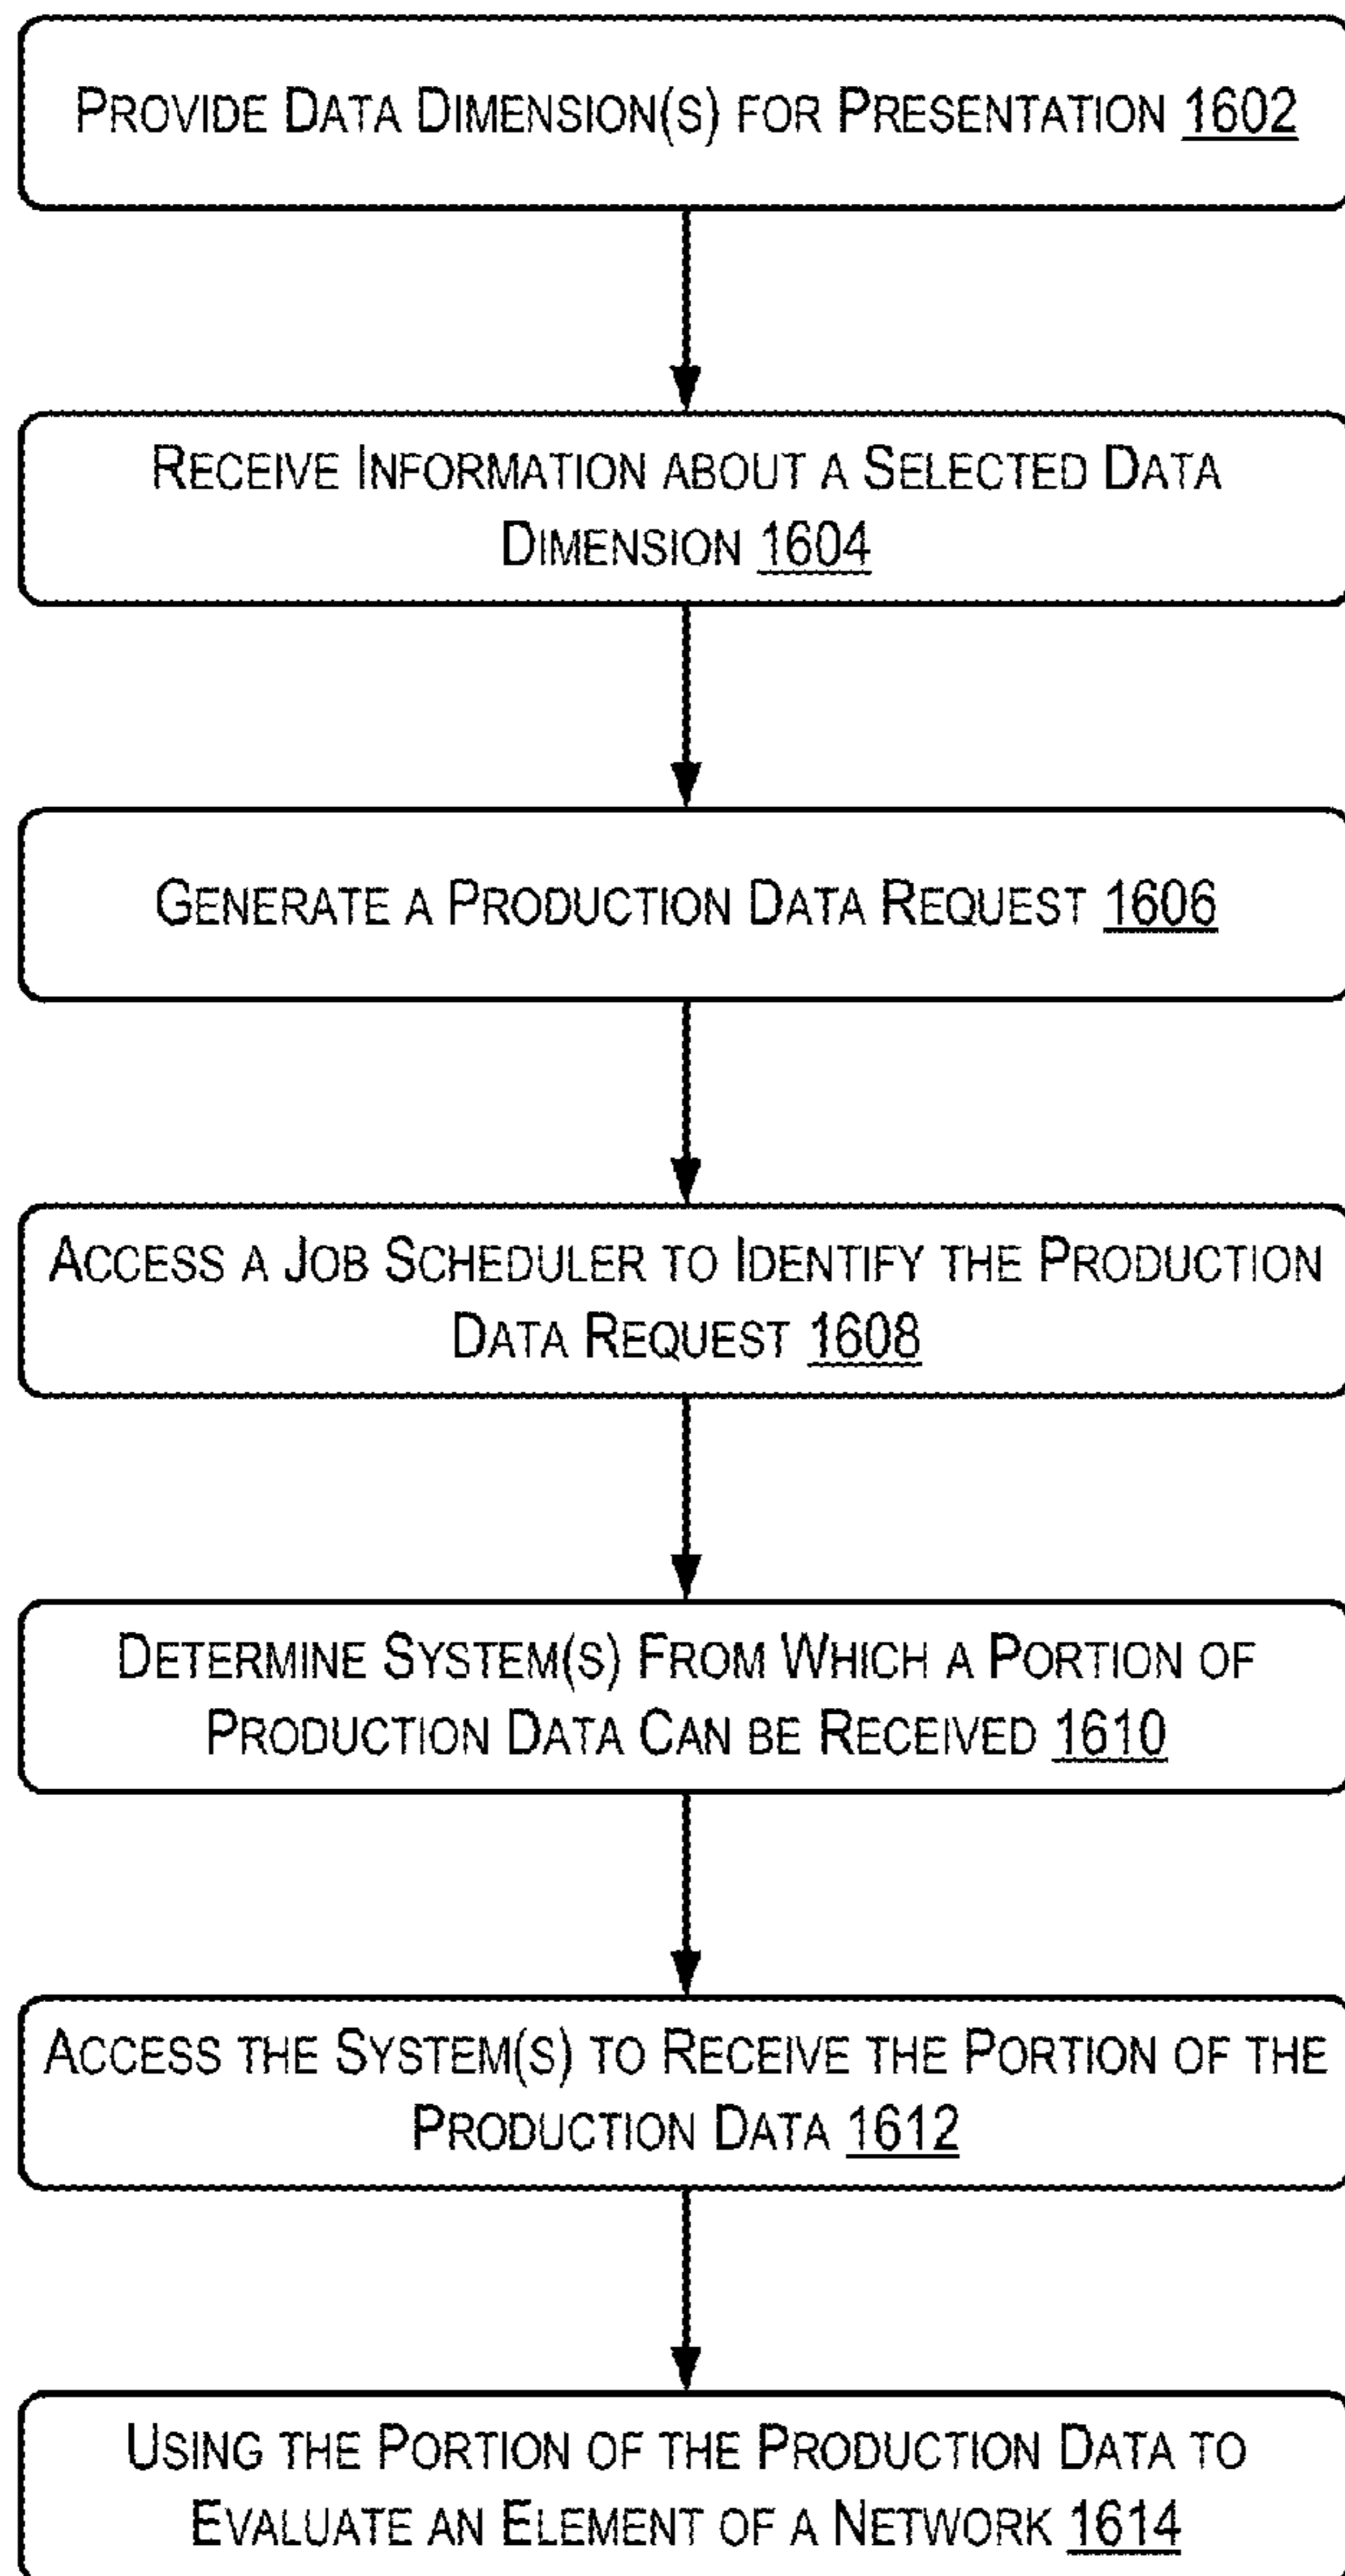 PROVIDE DATA DIMENSION(S) FOR PRESENTATION 1602
RECEIVE INFORMATION ABOUT A SELECTED DATA
DIMENSION 1604
GENERATE A PRODUCTION DATA REQUEST 1606
ACCESS A JOB SCHEDULER TO IDENTIFY THE PRODUCTION
DATA REQUEST 1608
DETERMINE SYSTEM(S) FROM WHICH A PORTION OF
PRODUCTION DATA CAN BE RECEIVED 1610
ACCESS THE SYSTEM(S) TO RECEIVE THE PORTION OF THE
PRODUCTION DATA 1612
USING THE PORTION OF THE PRODUCTION DATA TO
EVALUATE AN ELEMENT OF A NETWORK 1614